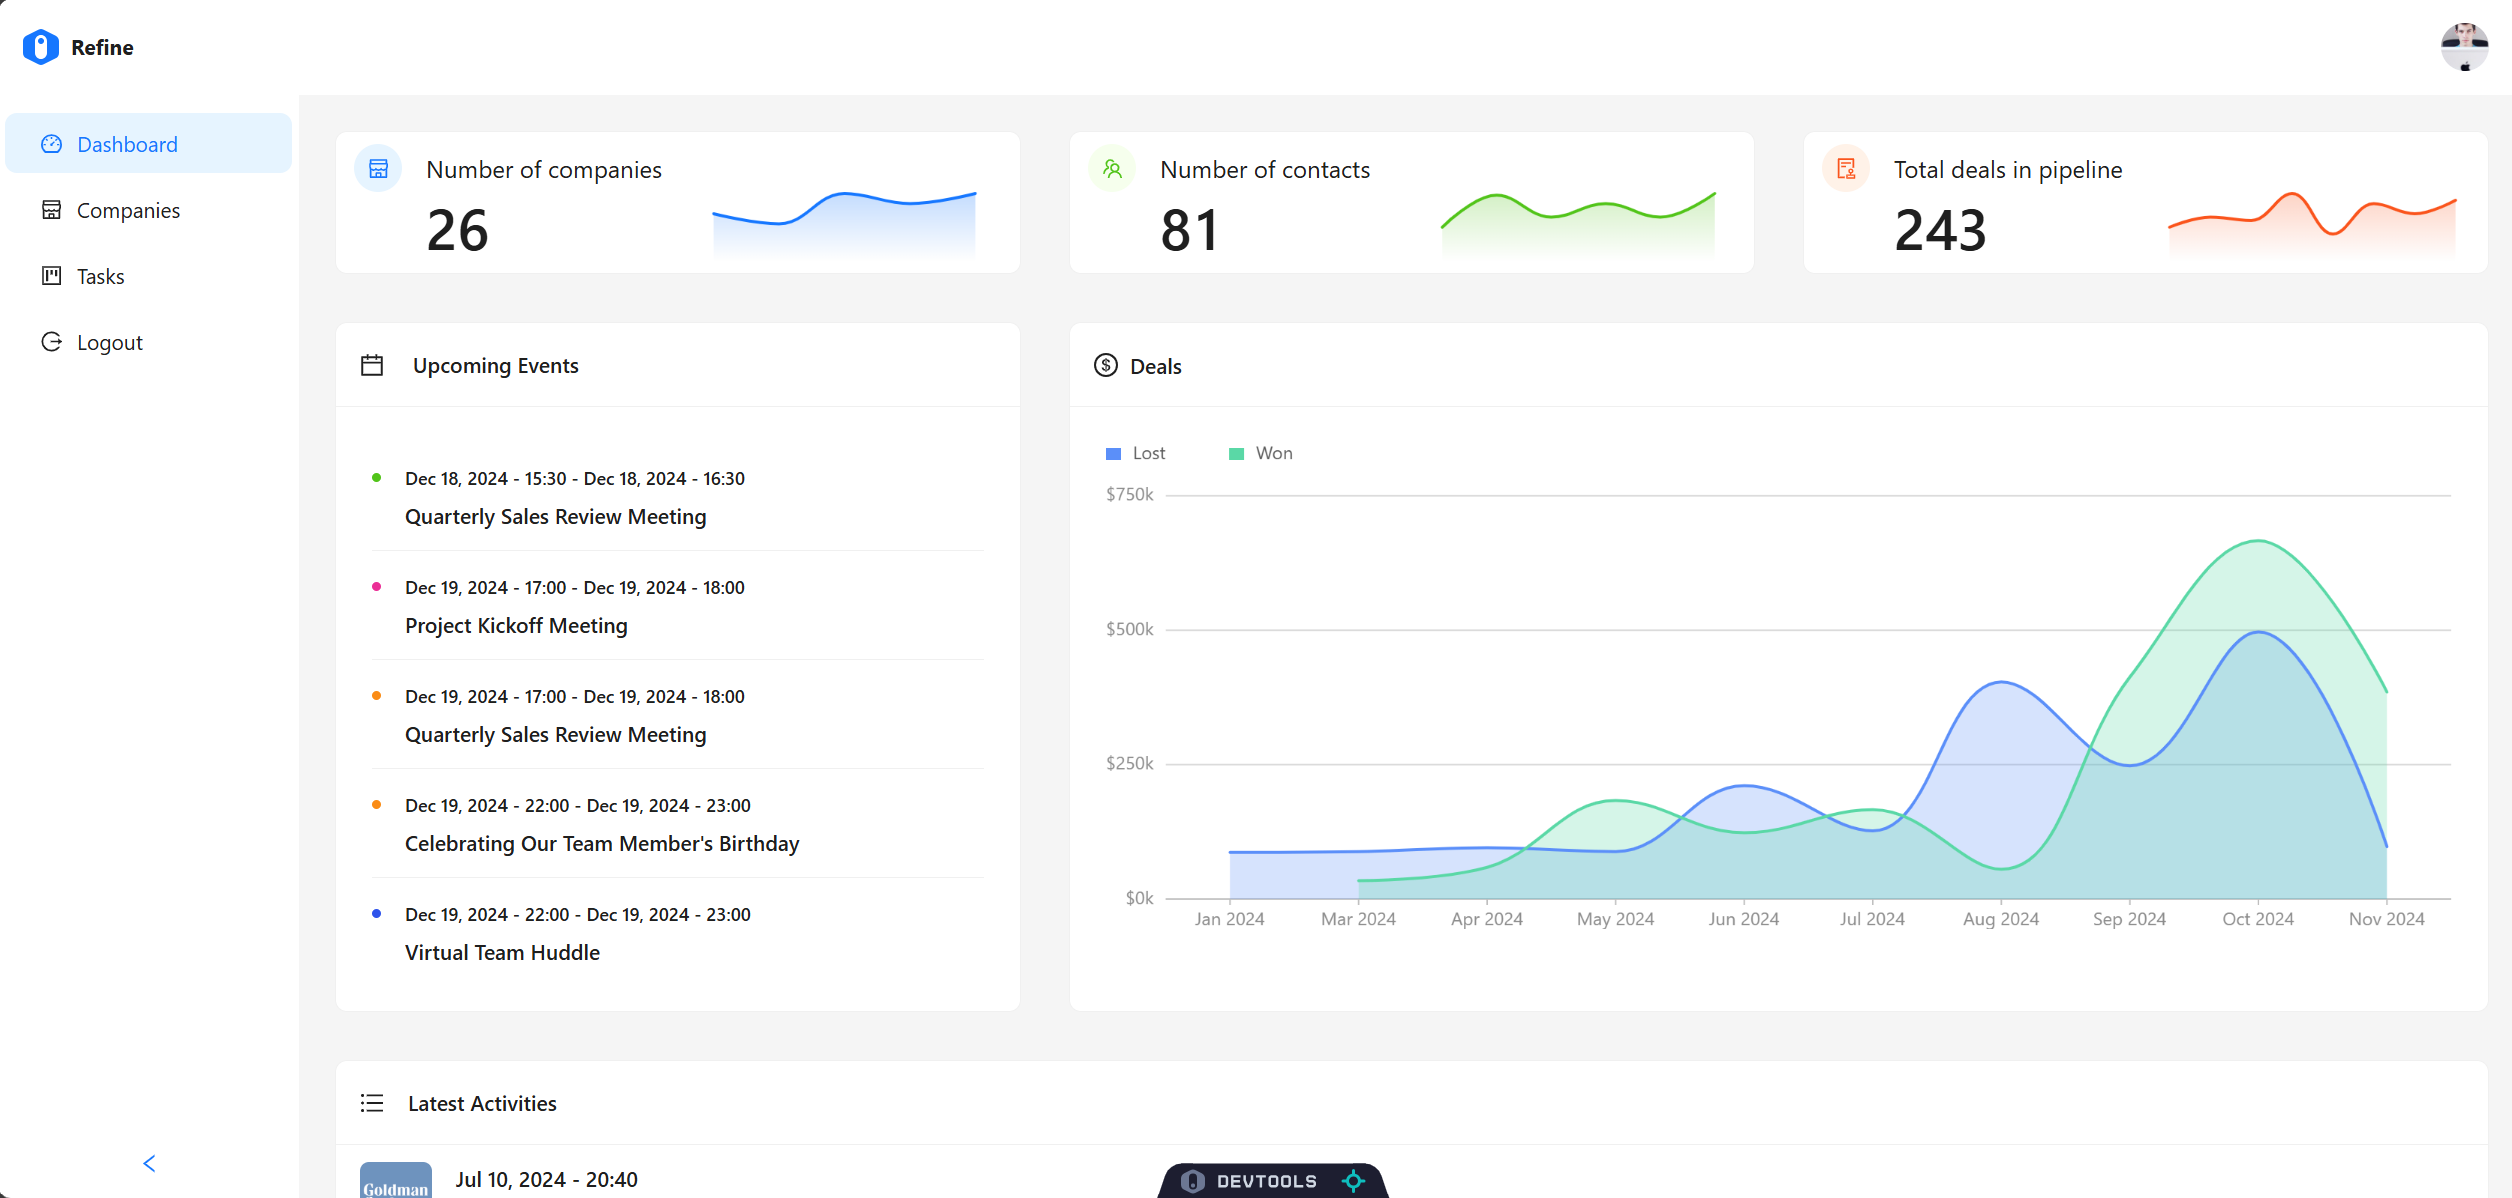 Refine
Dashboard
Companies
Tasks
Logout
Number of companies
26
Number of contacts
81
Total deals in pipeline
243
Upcoming Events
Dec 18, 2024 - 15:30 - Dec 18, 2024 - 16:30
Quarterly Sales Review Meeting
Dec 19, 2024 - 17:00 - Dec 19, 2024 - 18:00
Project Kickoff Meeting
Dec 19, 2024 - 17:00 - Dec 19, 2024 - 18:00
Quarterly Sales Review Meeting
Dec 19, 2024 - 22:00 - Dec 19, 2024 - 23:00
Celebrating Our Team Member's Birthday
Dec 19, 2024 - 22:00 - Dec 19, 2024 - 23:00
Virtual Team Huddle
Deals
Lost Won
$750k
$500k
$250k
$0k
Jan 2024 Mar 2024 Apr 2024 May 2024 Jun 2024 Jul 2024 Aug 2024 Sep 2024 Oct 2024 Nov 2024
Latest Activities
Goldman
Jul 10, 2024 - 20:40
DEVTOOLS